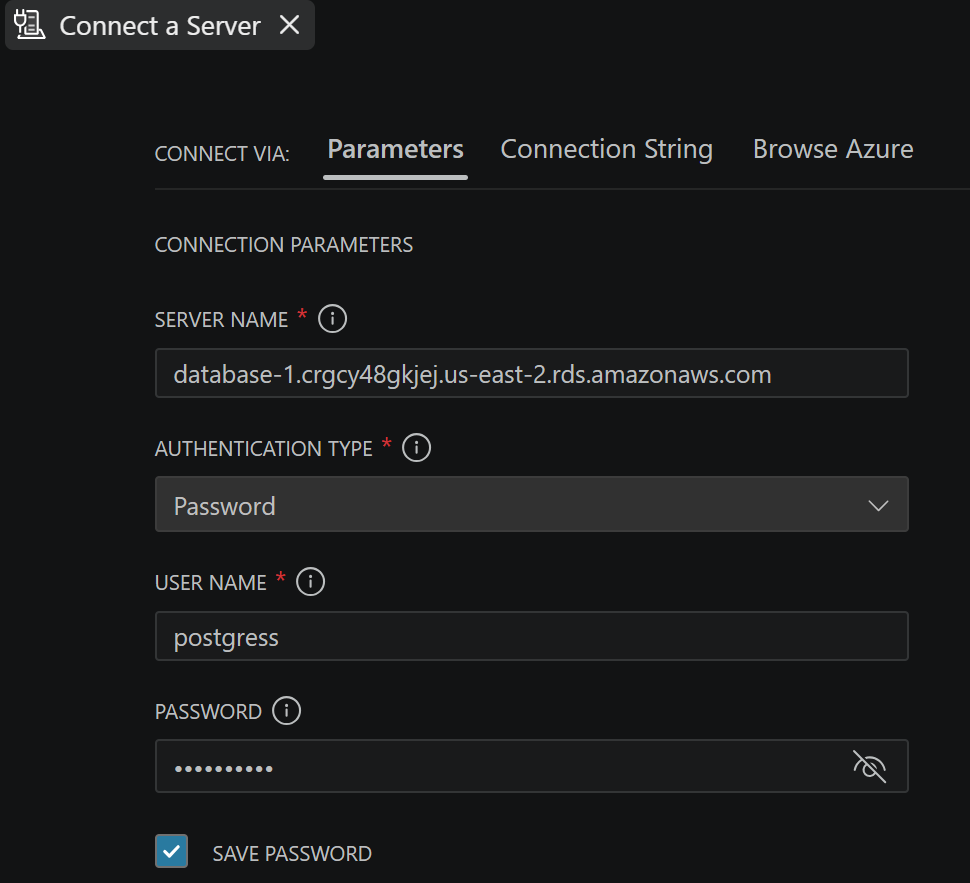 Connect a Server
CONNECT VIA: Parameters Connection String Browse Azure
CONNECTION PARAMETERS
SERVER NAME *
database-1.crgcy48gkjej.us-east-2.rds.amazonaws.com
AUTHENTICATION TYPE *
Password
USER NAME *
postgress
PASSWORD
••••••••••
SAVE PASSWORD